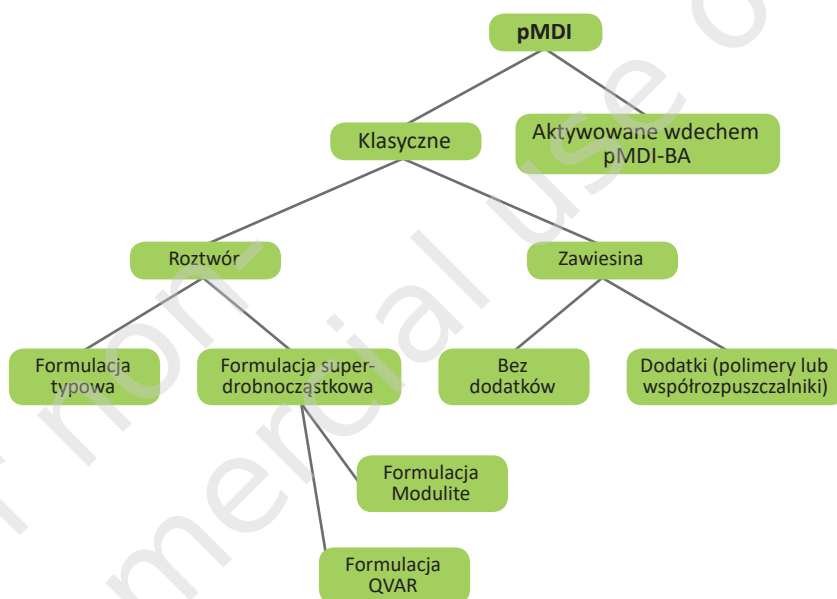 pMDI
Klasyczne
Aktywowane wdechem
pMDI-BA
Roztwór
Zawiesina
Formulacja
typowa
Formulacja super-
drobnocząstkowa
Bez
dodatków
Dodatki (polimery lub
współrozpuszczalniki)
Formulacja
Modulite
Formulacja
QVAR